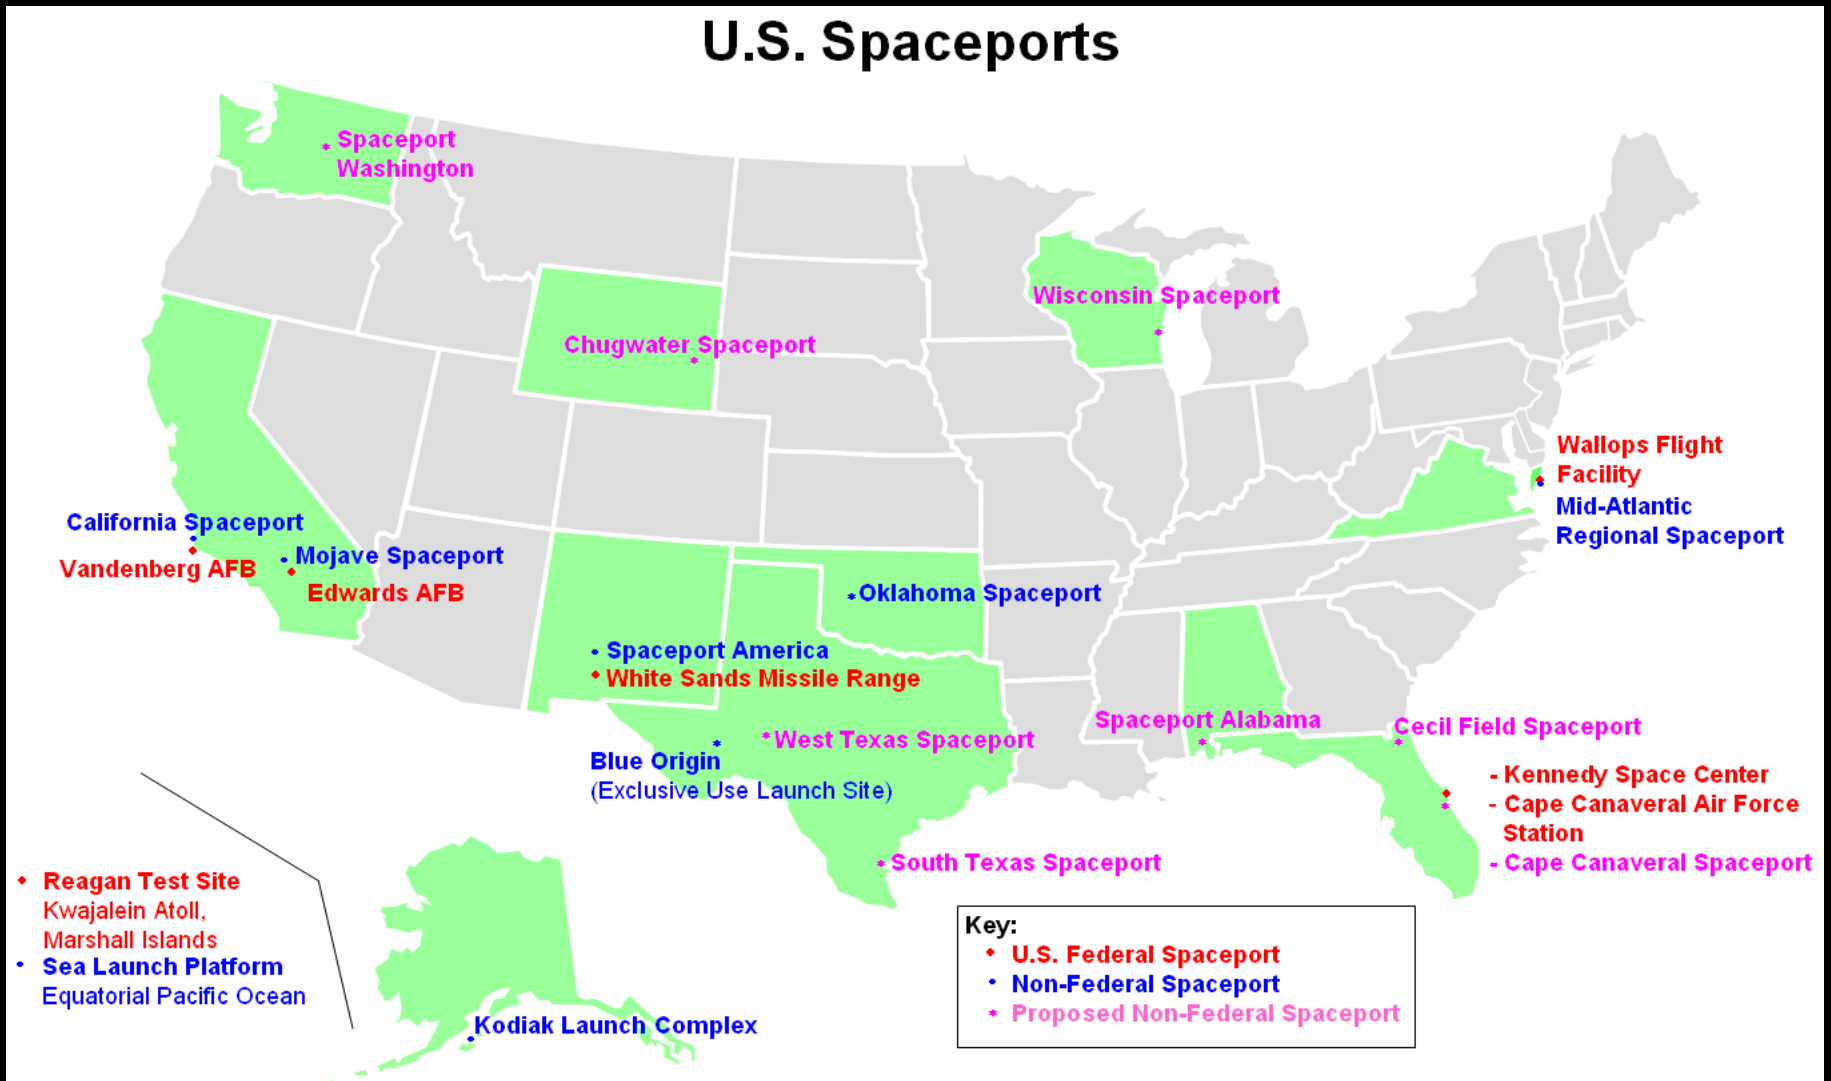 U.S. Spaceports
Spaceport
Washington
Wisconsin Spaceport
Chugwater Spaceport
Wallops Flight
Facility
Mid-Atlantic
Regional Spaceport
California Spaceport
Vandenberg AFB
Mojave Spaceport
Edwards AFB
Oklahoma Spaceport
Spaceport America
White Sands Missile Range
Spaceport Alabama
Cecil Field Spaceport
West Texas Spaceport
Blue Origin
(Exclusive Use Launch Site)
- Kennedy Space Center
- Cape Canaveral Air Force
Station
- Cape Canaveral Spaceport
South Texas Spaceport
Reagan Test Site
Kwajalein Atoll,
Marshall Islands
Sea Launch Platform
Equatorial Pacific Ocean
Kodiak Launch Complex
Key:
U.S. Federal Spaceport
Non-Federal Spaceport
Proposed Non-Federal Spaceport